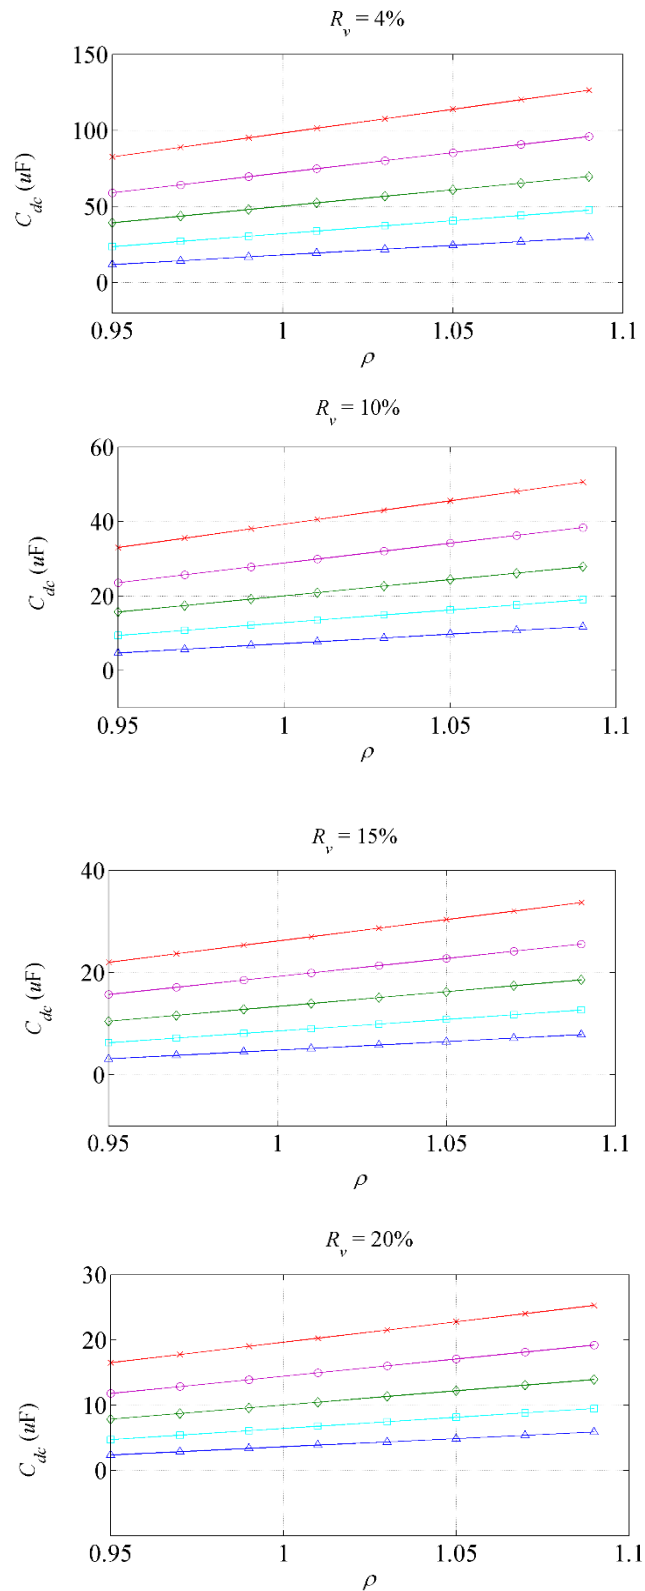 R_v = 4%
150
100
50
0
C_dc (uF)
0.95 1 1.05 1.1
ρ
R_v = 10%
60
40
20
0
C_dc (uF)
0.95 1 1.05 1.1
ρ
R_v = 15%
40
20
0
C_dc (uF)
0.95 1 1.05 1.1
ρ
R_v = 20%
30
20
10
0
C_dc (uF)
0.95 1 1.05 1.1
ρ